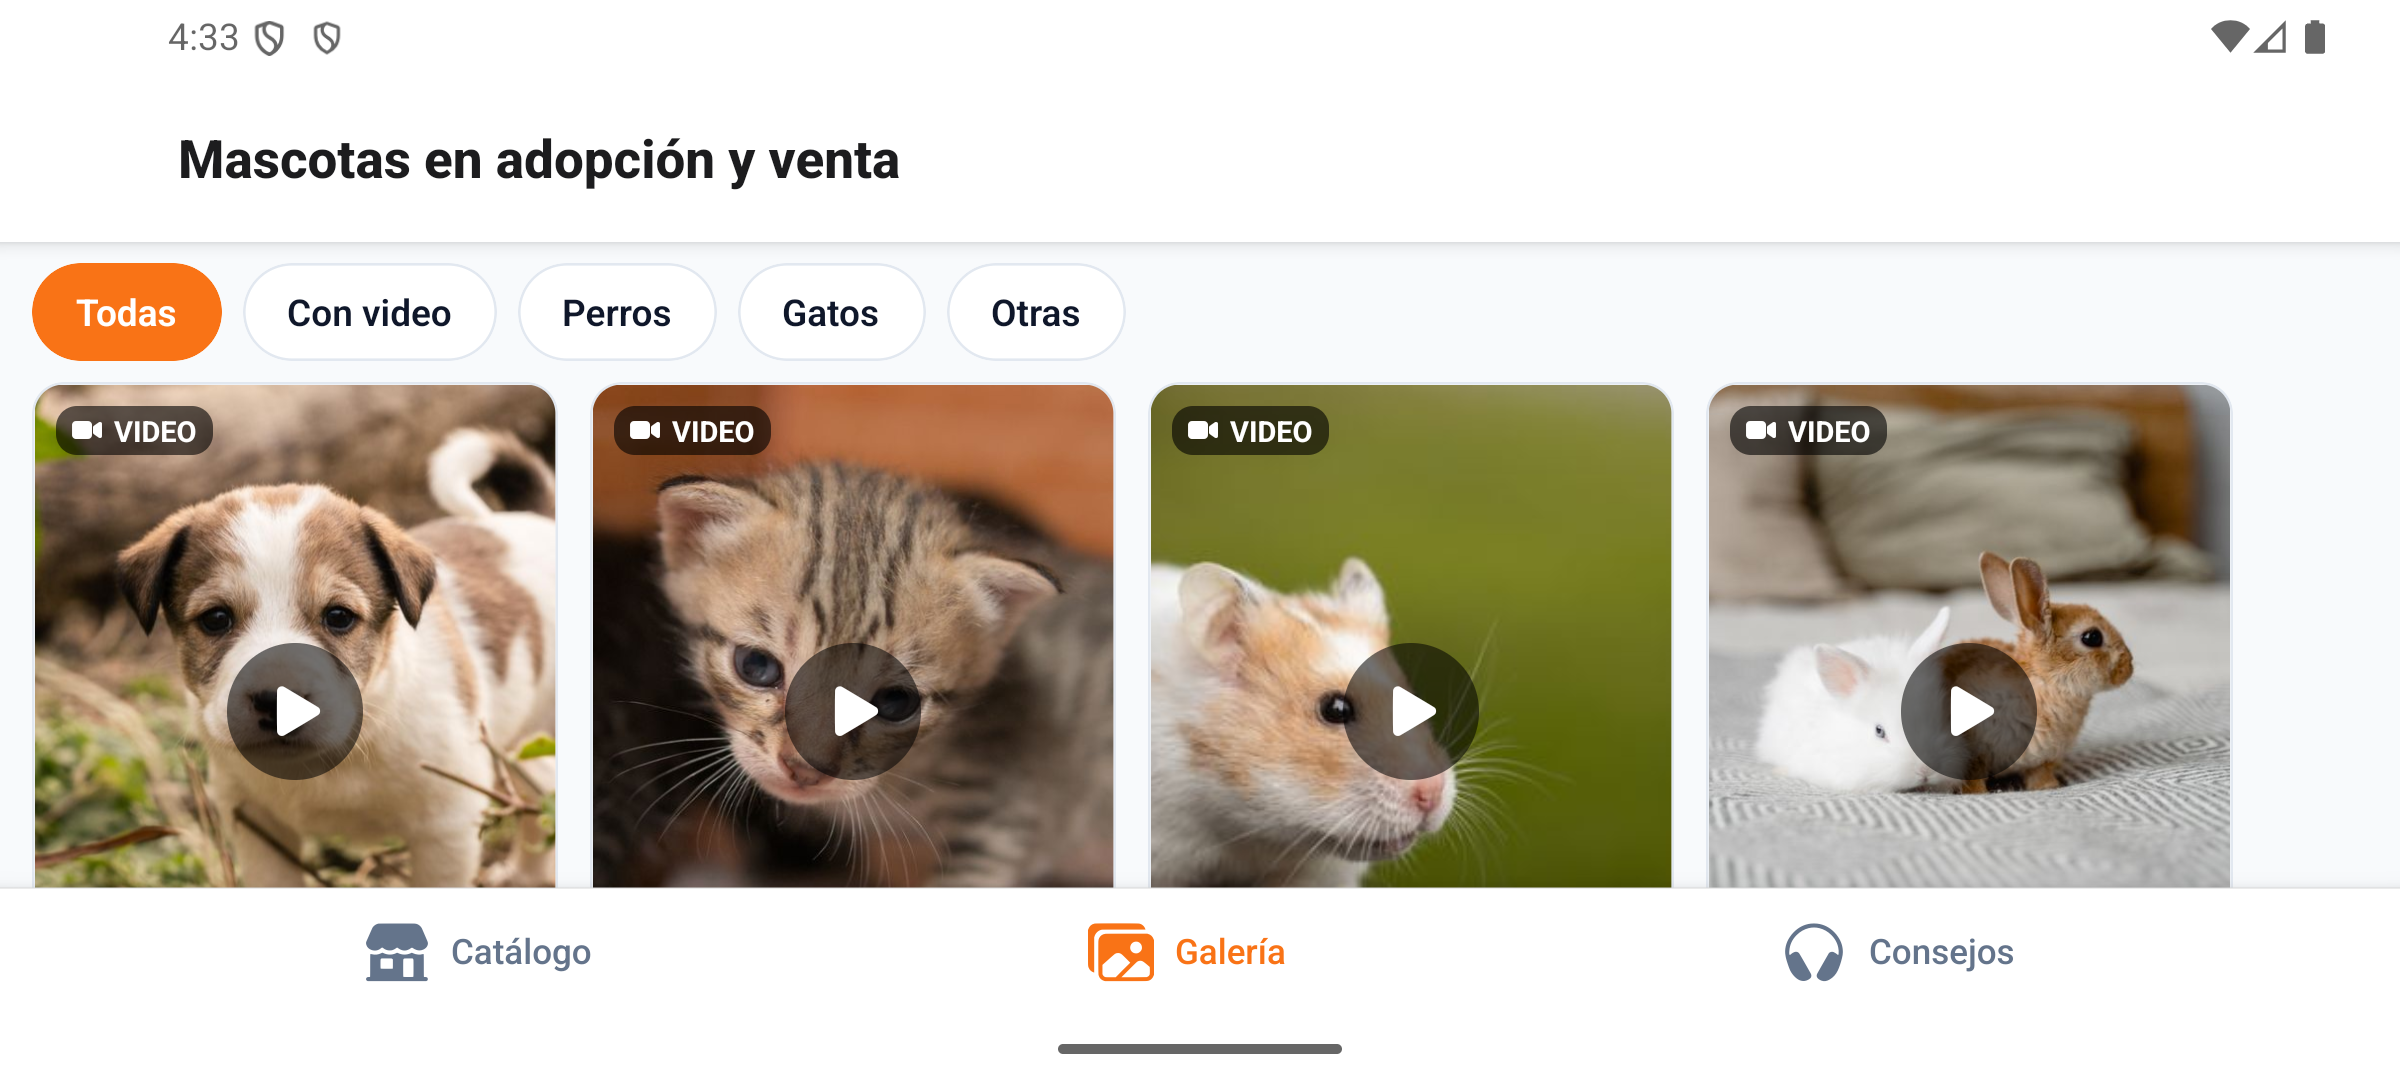 4:33
Mascotas en adopción y venta
Todas Con video Perros Gatos Otras
VIDEO VIDEO VIDEO VIDEO
Catálogo Galería Consejos